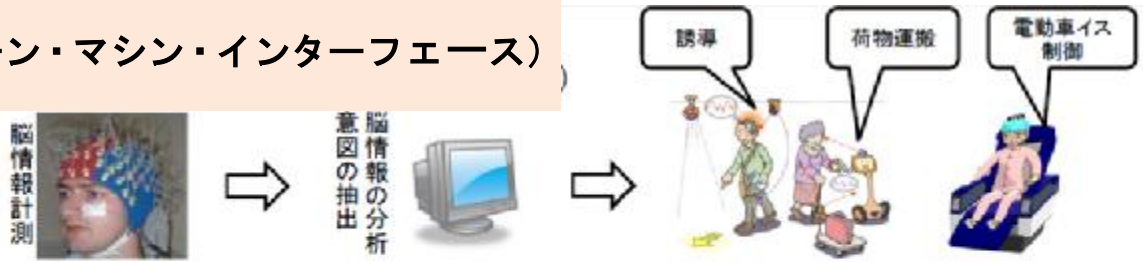 ーン・マシン・インターフェース)
)
誘導
荷物運搬
電動車イス
制御
脳情報計測
脳情報の分析
意図の抽出